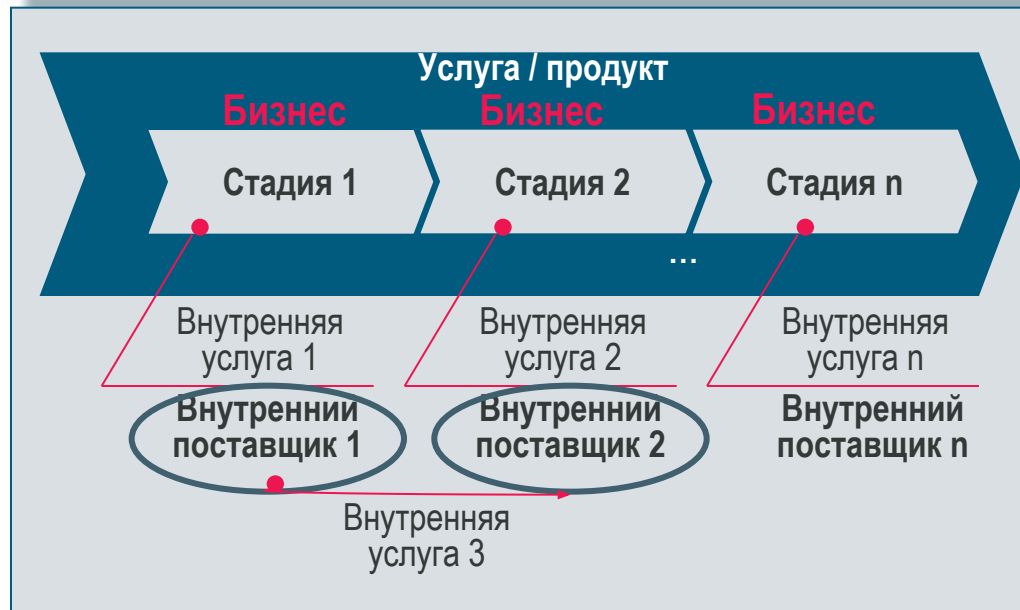 Услуга / продукт
Бизнес Бизнес Бизнес
Стадия 1 Стадия 2 Стадия n
...
Внутренняя
услуга 1
Внутренняя
услуга 2
Внутренняя
услуга n
Внутренний
поставщик 1
Внутренний
поставщик 2
Внутренний
поставщик n
Внутренняя
услуга 3